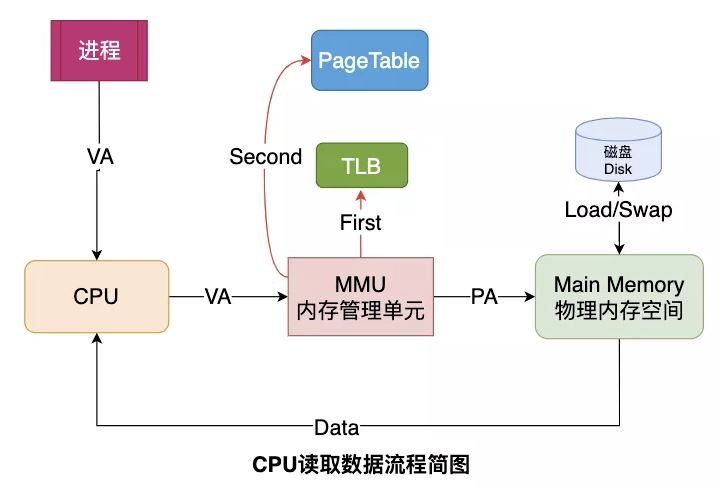 进程
PageTable
VA
Second
TLB
磁盘
Disk
First
Load/Swap
CPU
VA
MMU
内存管理单元
PA
Main Memory
物理内存空间
Data
CPU读取数据流程简图